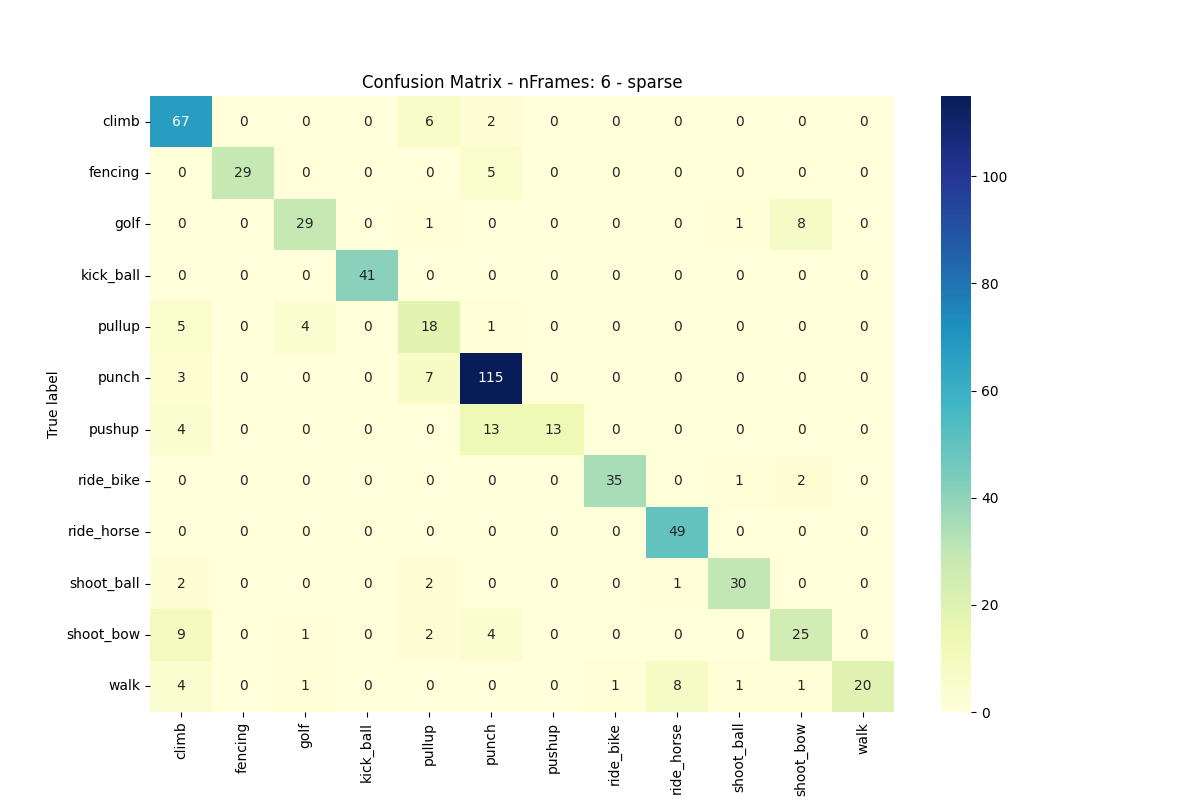 Confusion Matrix - nFrames: 6 - sparse
climb 67 0 0 0 6 2 0 0 0 0 0 0
fencing 0 29 0 0 0 5 0 0 0 0 0 0
golf 0 0 29 0 1 0 0 0 0 1 8 0
kick_ball 0 0 0 41 0 0 0 0 0 0 0 0
pullup 5 0 4 0 18 1 0 0 0 0 0 0
punch 3 0 0 0 7 115 0 0 0 0 0 0
pushup 4 0 0 0 0 13 13 0 0 0 0 0
ride_bike 0 0 0 0 0 0 0 35 0 1 2 0
ride_horse 0 0 0 0 0 0 0 0 49 0 0 0
shoot_ball 2 0 0 0 2 0 0 0 1 30 0 0
shoot_bow 9 0 1 0 2 4 0 0 0 0 25 0
walk 4 0 1 0 0 0 0 1 8 1 1 20
True label
climb fencing golf kick_ball pullup punch pushup ride_bike ride_horse shoot_ball shoot_bow walk
100
80
60
40
20
0